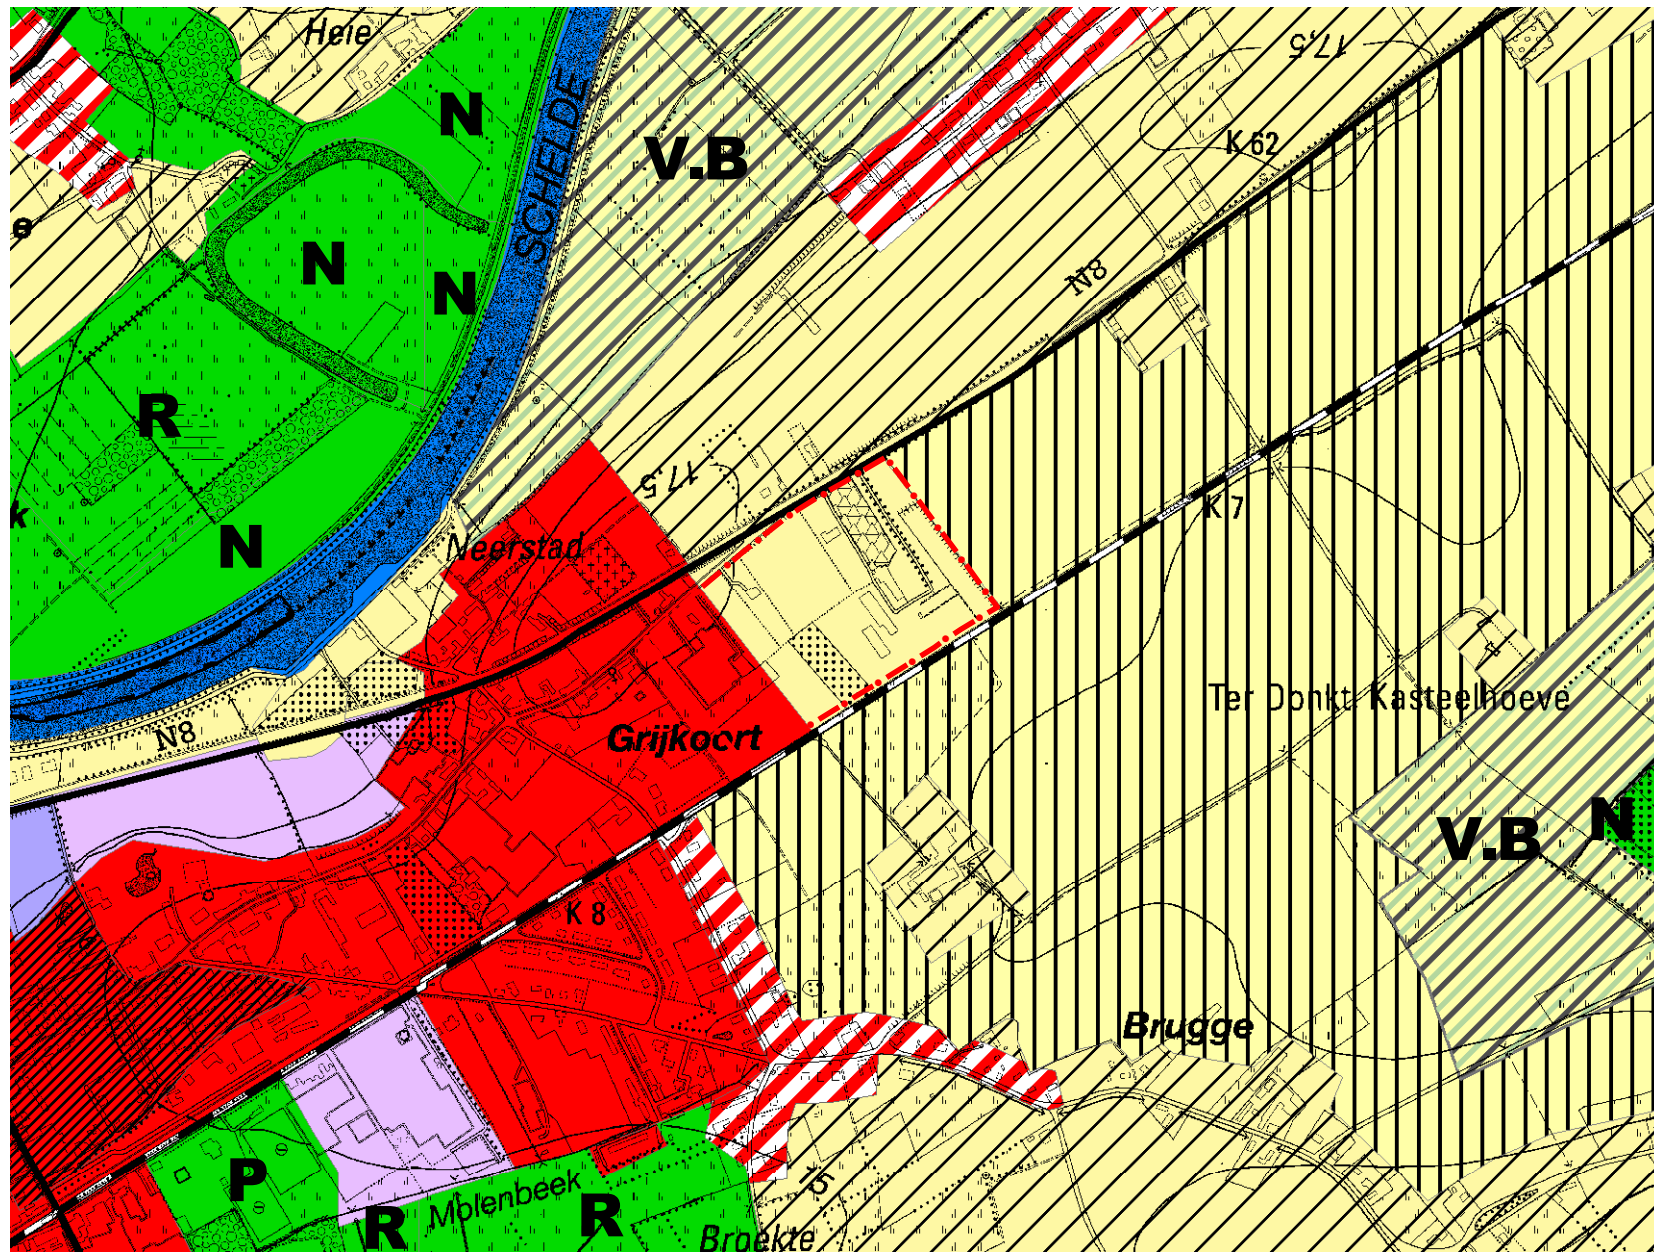 Heie
17,5
N
V.B
K 62
SCHELDE
e
N
N
N8
R
17,5
K 7
k
N
Neerstad
Ter Donkt Kasteelhoeve
N8
Grijkoort
N
V.B
K 8
Brugge
P
15
Molenbeek
R
R
Broekte